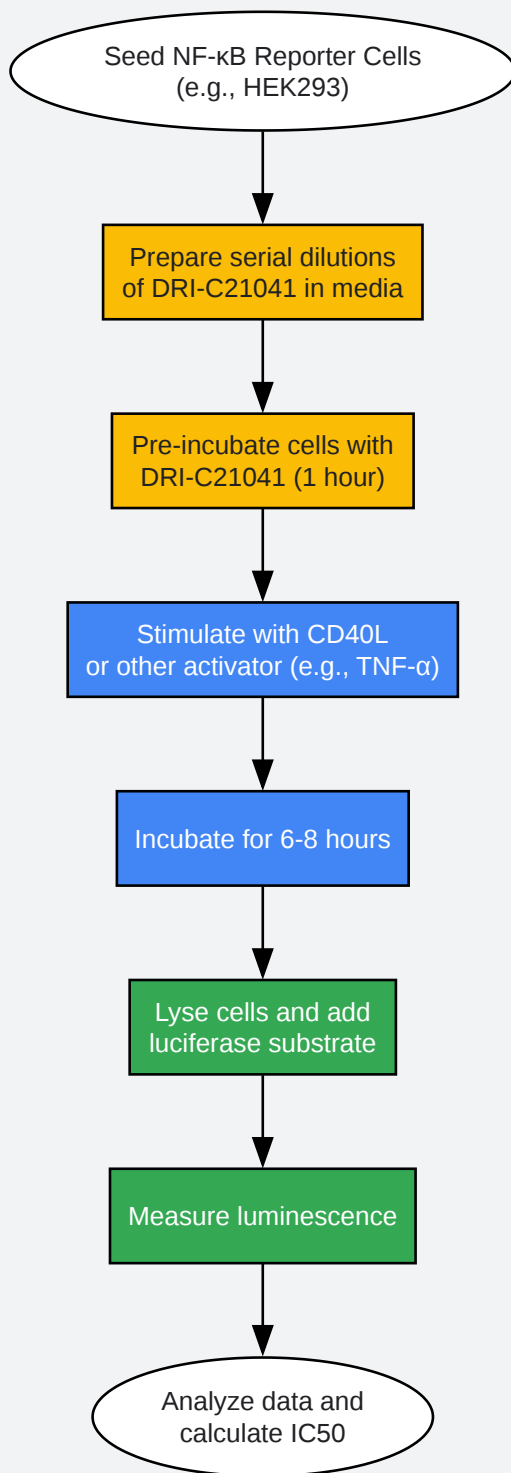 Seed NF-κB Reporter Cells
(e.g., HEK293)
Prepare serial dilutions
of DRI-C21041 in media
Pre-incubate cells with
DRI-C21041 (1 hour)
Stimulate with CD40L
or other activator (e.g., TNF-α)
Incubate for 6-8 hours
Lyse cells and add
luciferase substrate
Measure luminescence
Analyze data and
calculate IC50